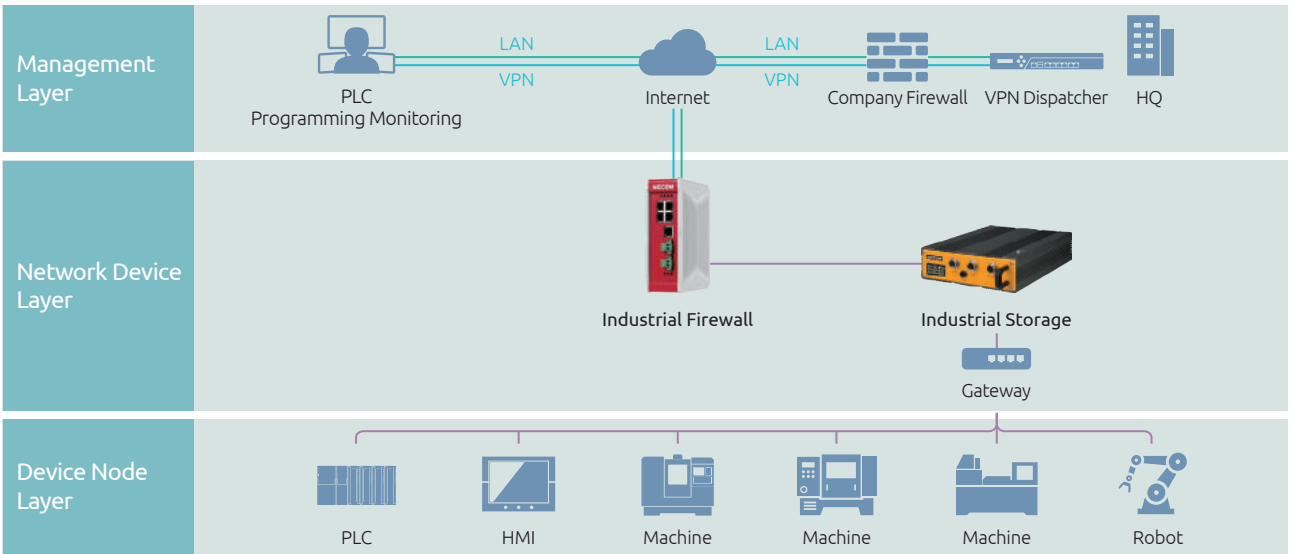 Management
Layer
LAN
VPN
LAN
VPN
PLC
Programming Monitoring
Internet
Company Firewall
VPN Dispatcher
HQ
Network Device
Layer
NEXCOM
Industrial Firewall
Industrial Storage
Gateway
Device Node
Layer
PLC
HMI
Machine
Machine
Machine
Robot